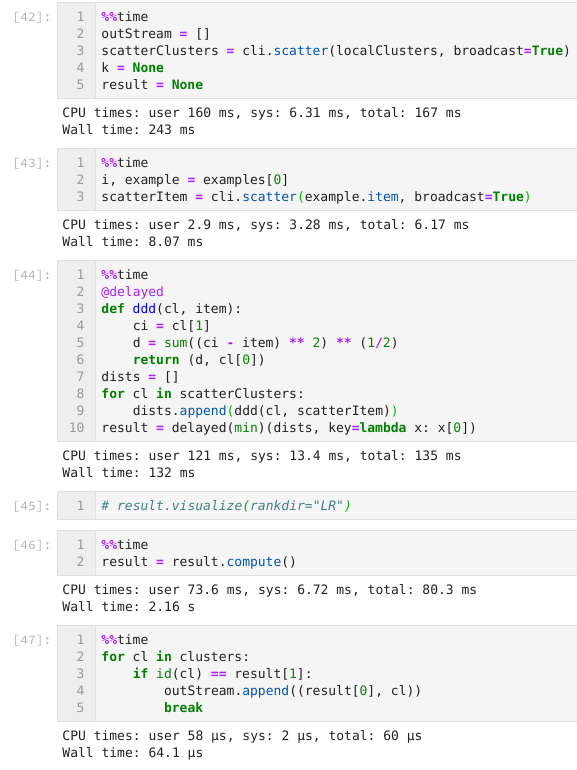 [42]:
1 %%time
2 outStream = []
3 scatterClusters = cli.scatter(localClusters, broadcast=True)
4 k = None
5 result = None
CPU times: user 160 ms, sys: 6.31 ms, total: 167 ms
Wall time: 243 ms
[43]:
1 %%time
2 i, example = examples[0]
3 scatterItem = cli.scatter(example.item, broadcast=True)
CPU times: user 2.9 ms, sys: 3.28 ms, total: 6.17 ms
Wall time: 8.07 ms
[44]:
1 %%time
2 @delayed
3 def ddd(cl, item):
4     ci = cl[1]
5     d = sum((ci - item) ** 2) ** (1/2)
6     return (d, cl[0])
7 dists = []
8 for cl in scatterClusters:
9     dists.append(ddd(cl, scatterItem))
10 result = delayed(min)(dists, key=lambda x: x[0])
CPU times: user 121 ms, sys: 13.4 ms, total: 135 ms
Wall time: 132 ms
[45]:
1 # result.visualize(rankdir="LR")
[46]:
1 %%time
2 result = result.compute()
CPU times: user 73.6 ms, sys: 6.72 ms, total: 80.3 ms
Wall time: 2.16 s
[47]:
1 %%time
2 for cl in clusters:
3     if id(cl) == result[1]:
4         outStream.append((result[0], cl))
5         break
CPU times: user 58 µs, sys: 2 µs, total: 60 µs
Wall time: 64.1 µs